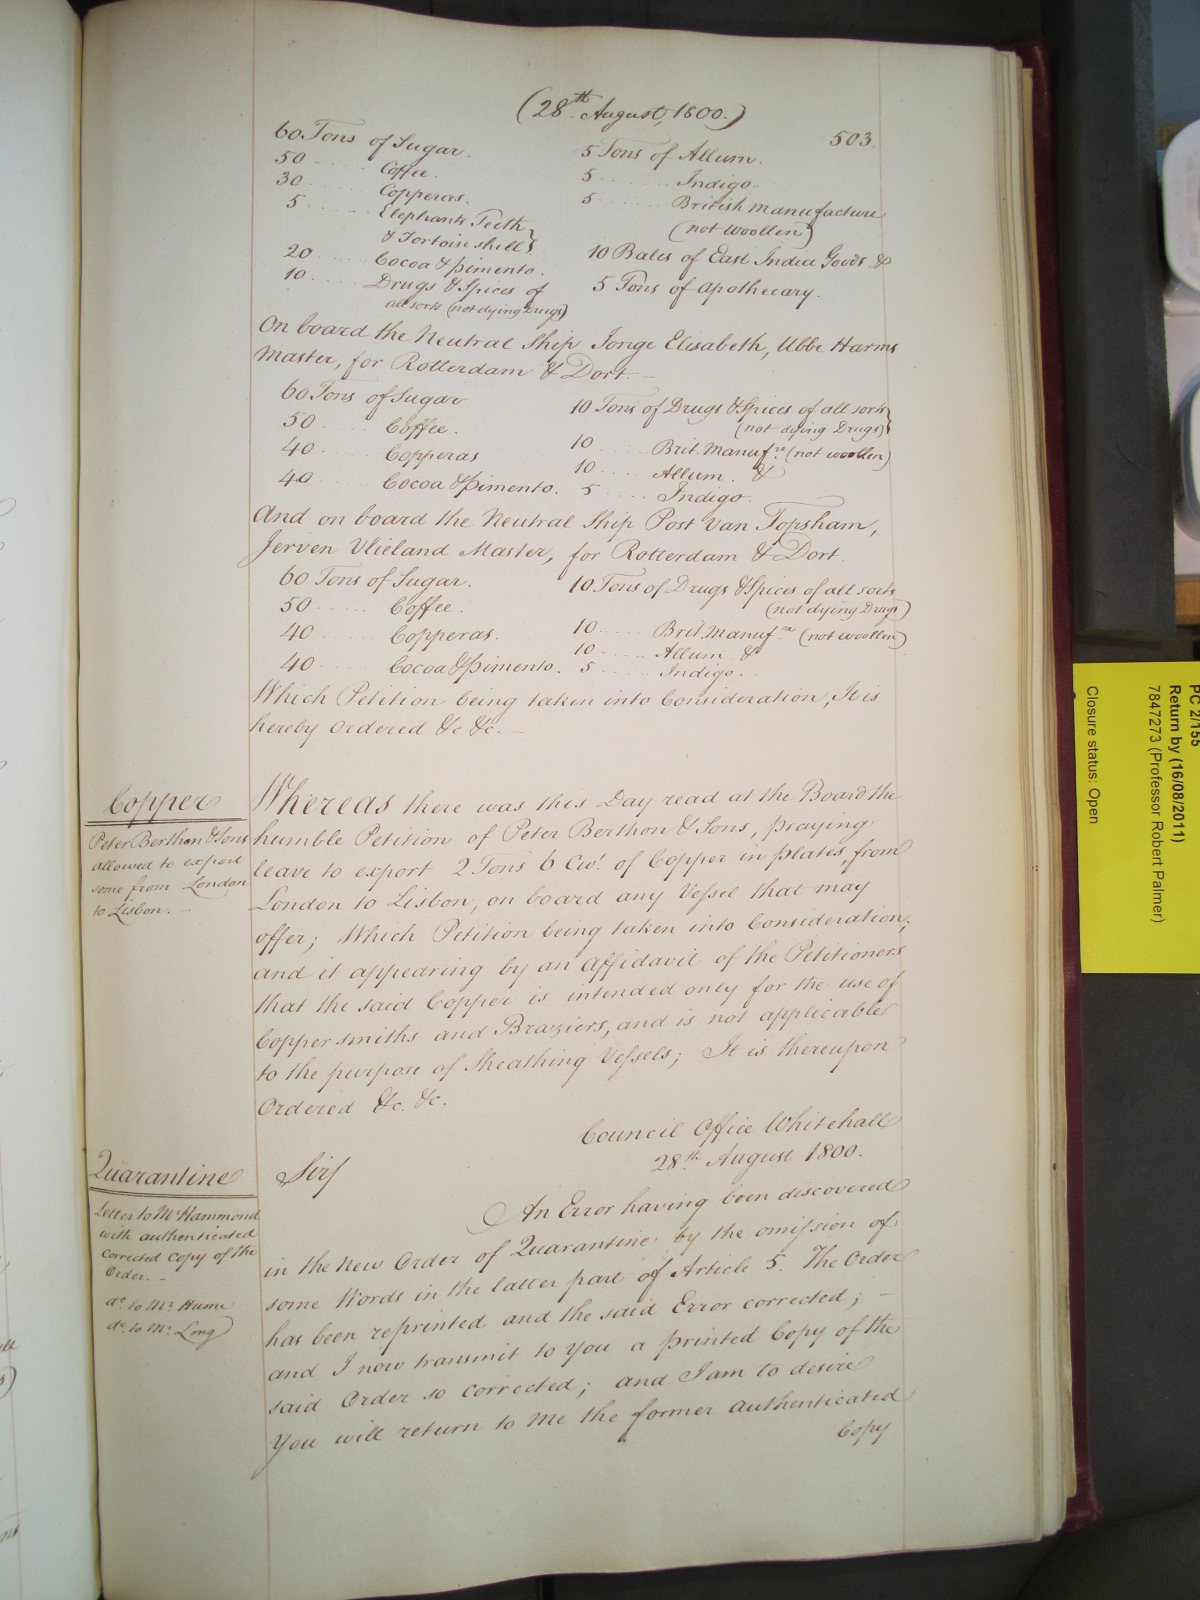 (28th August, 1800.)
503.
60 Tons of Sugar.
50 ..... Coffee.
30 ..... Copperas.
5 ..... Elephants Teeth
& Tortoiseshell}
20 ..... Cocoa & Pimento.
10 ..... Drugs & Spices of
all sorts (not dying Drugs)
5 Tons of Allum.
5 ..... Indigo.
5 ..... British Manufacture
(not Woollen)
10 Bales of East India Goods &
5 Tons of Apothecary.
On board the Neutral Ship Jonge Elisabeth, Ubbe Harms
Master, for Rotterdam & Dort. —
60 Tons of Sugar
50 ..... Coffee.
40 ..... Copperas
40 ..... Cocoa & Pimento.
10 Tons of Drugs & Spices of all sorts}
(not dying Drugs)
10 ..... Brit. Manufre (not woollen)
10 ..... Allum. &
5 ..... Indigo.
And on board the Neutral Ship Post van Topsham,
Jerven Vlieland Master, for Rotterdam & Dort.
60 Tons of Sugar.
50 ..... Coffee.
40 ..... Copperas.
40 ..... Cocoa & Pimento.
10 Tons of Drugs & Spices of all sorts
(not dying Drugs)
10 ..... Brit. Manufre (not woollen)
10 ..... Allum &
5 ..... Indigo.
Which Petition being taken into Consideration, It is
hereby Ordered &c &c. —
Copper
Peter Berthon & Sons
allowed to export
some from London
to Lisbon. —
Whereas there was this Day read at the Board the
humble Petition of Peter Berthon & Sons, praying
leave to export 2 Tons 6 Cwt. of Copper in plates, from
London to Lisbon, on board any Vessel that may
offer; Which Petition being taken into Consideration,
and it appearing by an Affidavit of the Petitioners
that the said Copper is intended only for the use of
Coppersmiths and Braziers, and is not applicable
to the purpose of Sheathing Vessels; It is thereupon
Ordered &c. &c.
Council Office Whitehall
28th August 1800.
Quarantine
Letter to Mr Hammond
with authenticated
corrected Copy of the
Order. —
do. to Mr. Hume
do. to Mr. Long
Sir,
An Error having been discovered
in the New Order of Quarantine by the omission of
some Words in the latter part of Article 5. The Order
has been reprinted and the said Error corrected; —
and I now transmit to You a printed Copy of the
said Order so corrected; and I am to desire
You will return to Me the former Authenticated
Copy
PC 2/155
Return by (16/08/2011)
7847273 (Professor Robert Palmer)
Closure status: Open